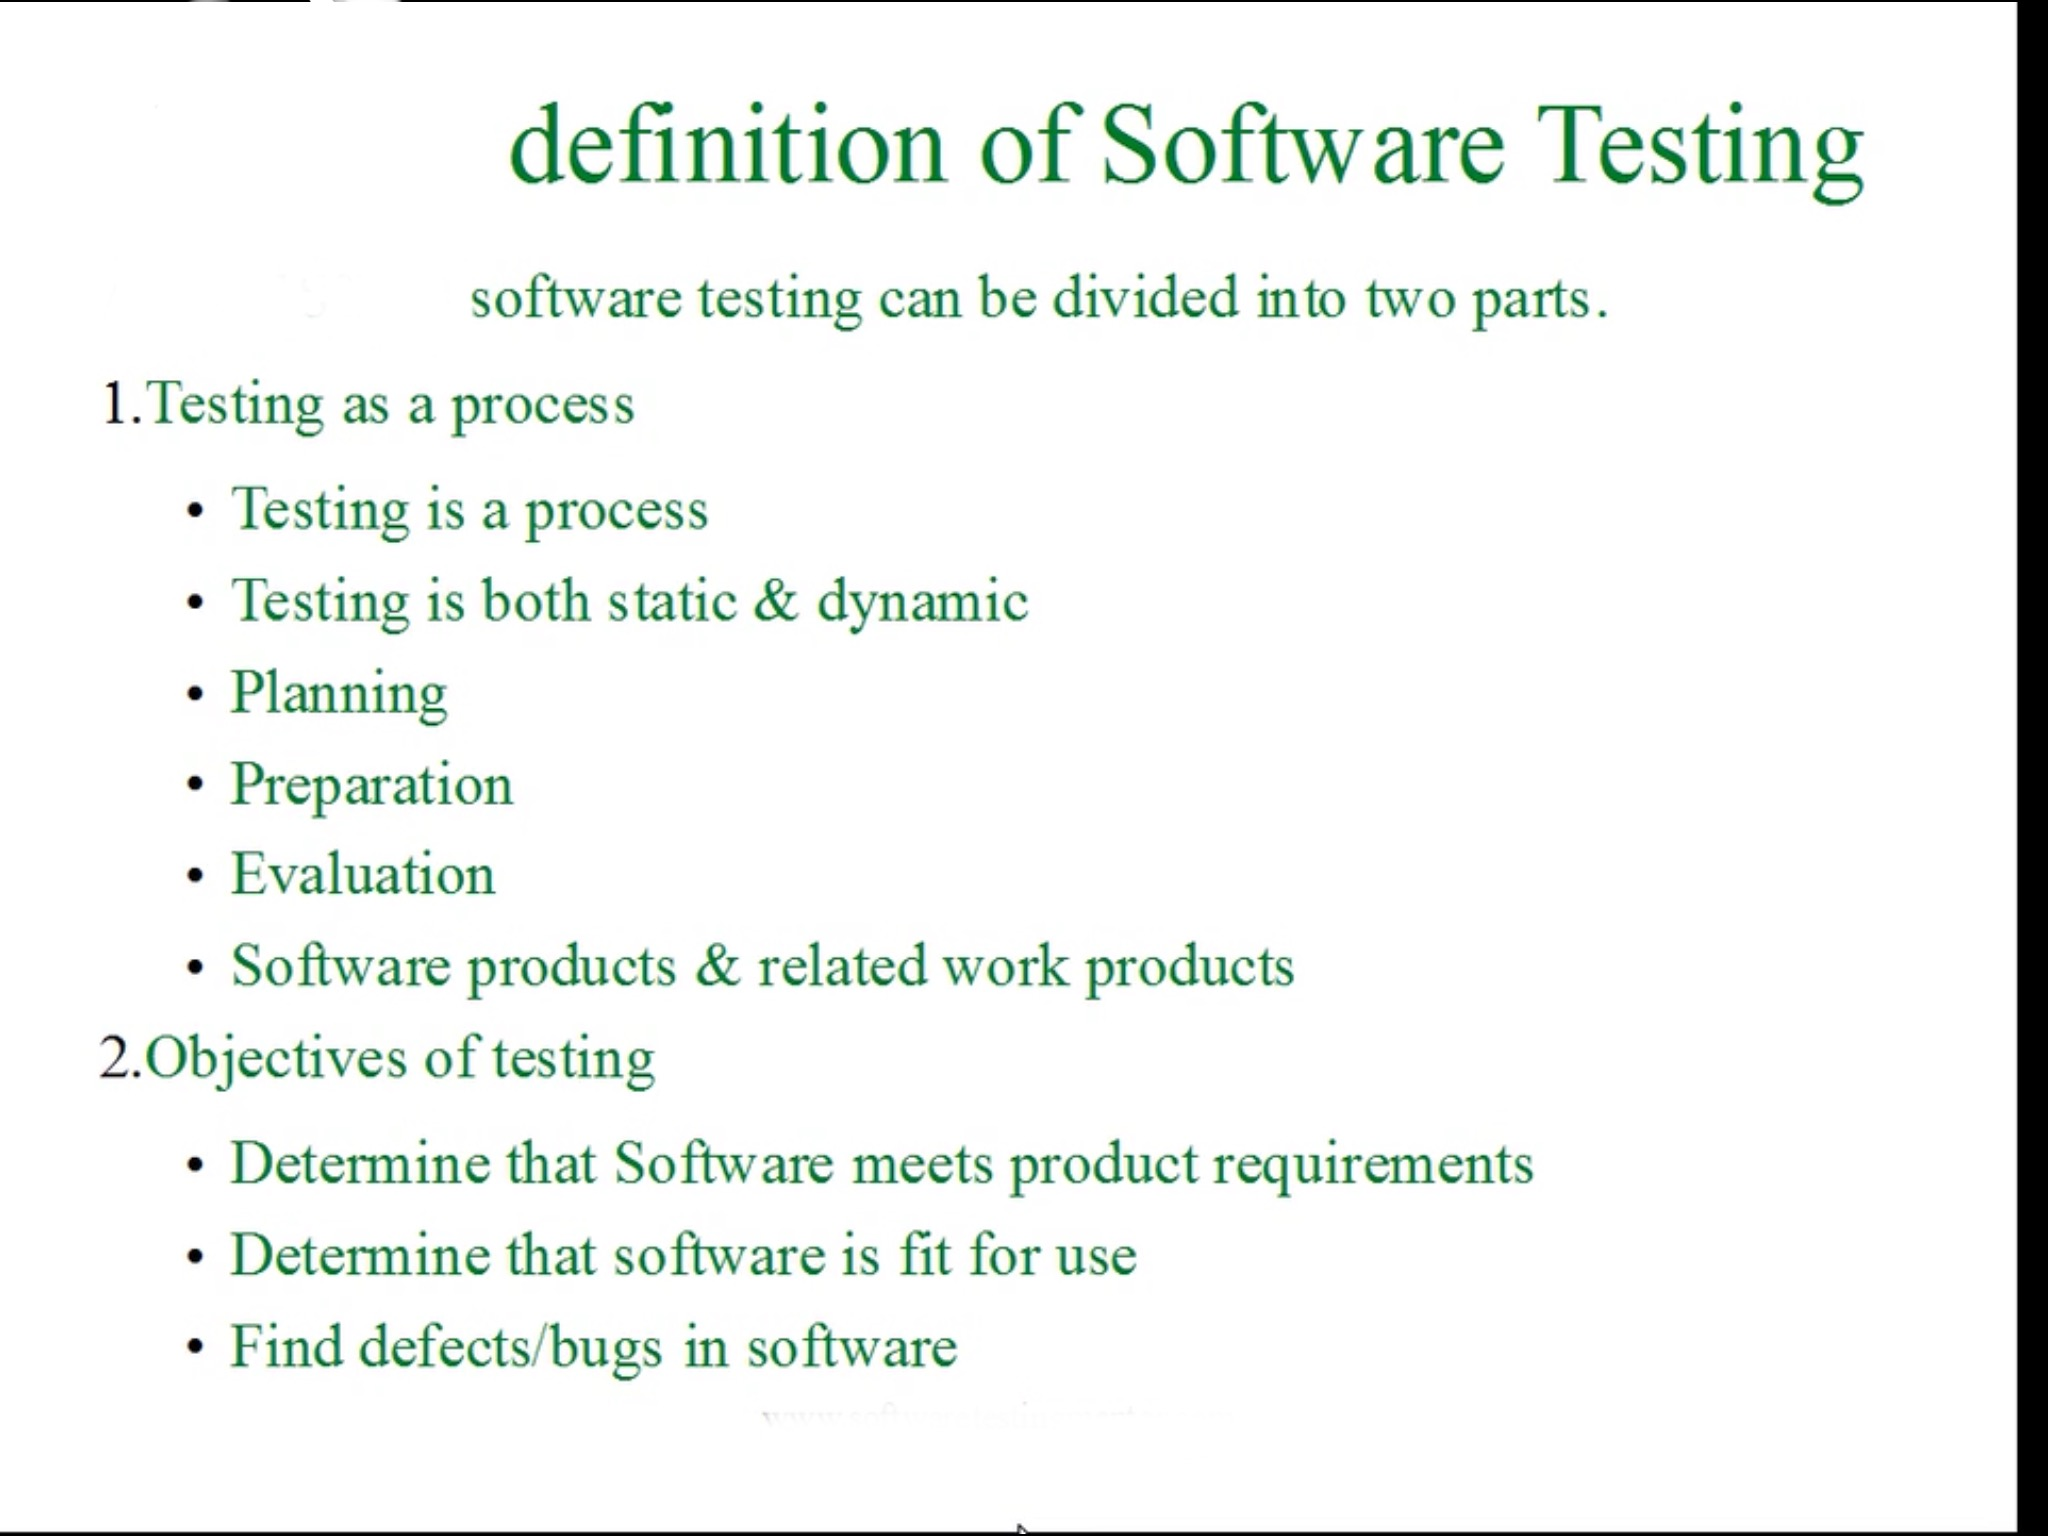 definition of Software Testing
software testing can be divided into two parts.
1.Testing as a process
• Testing is a process
• Testing is both static & dynamic
• Planning
• Preparation
• Evaluation
• Software products & related work products
2.Objectives of testing
• Determine that Software meets product requirements
• Determine that software is fit for use
• Find defects/bugs in software